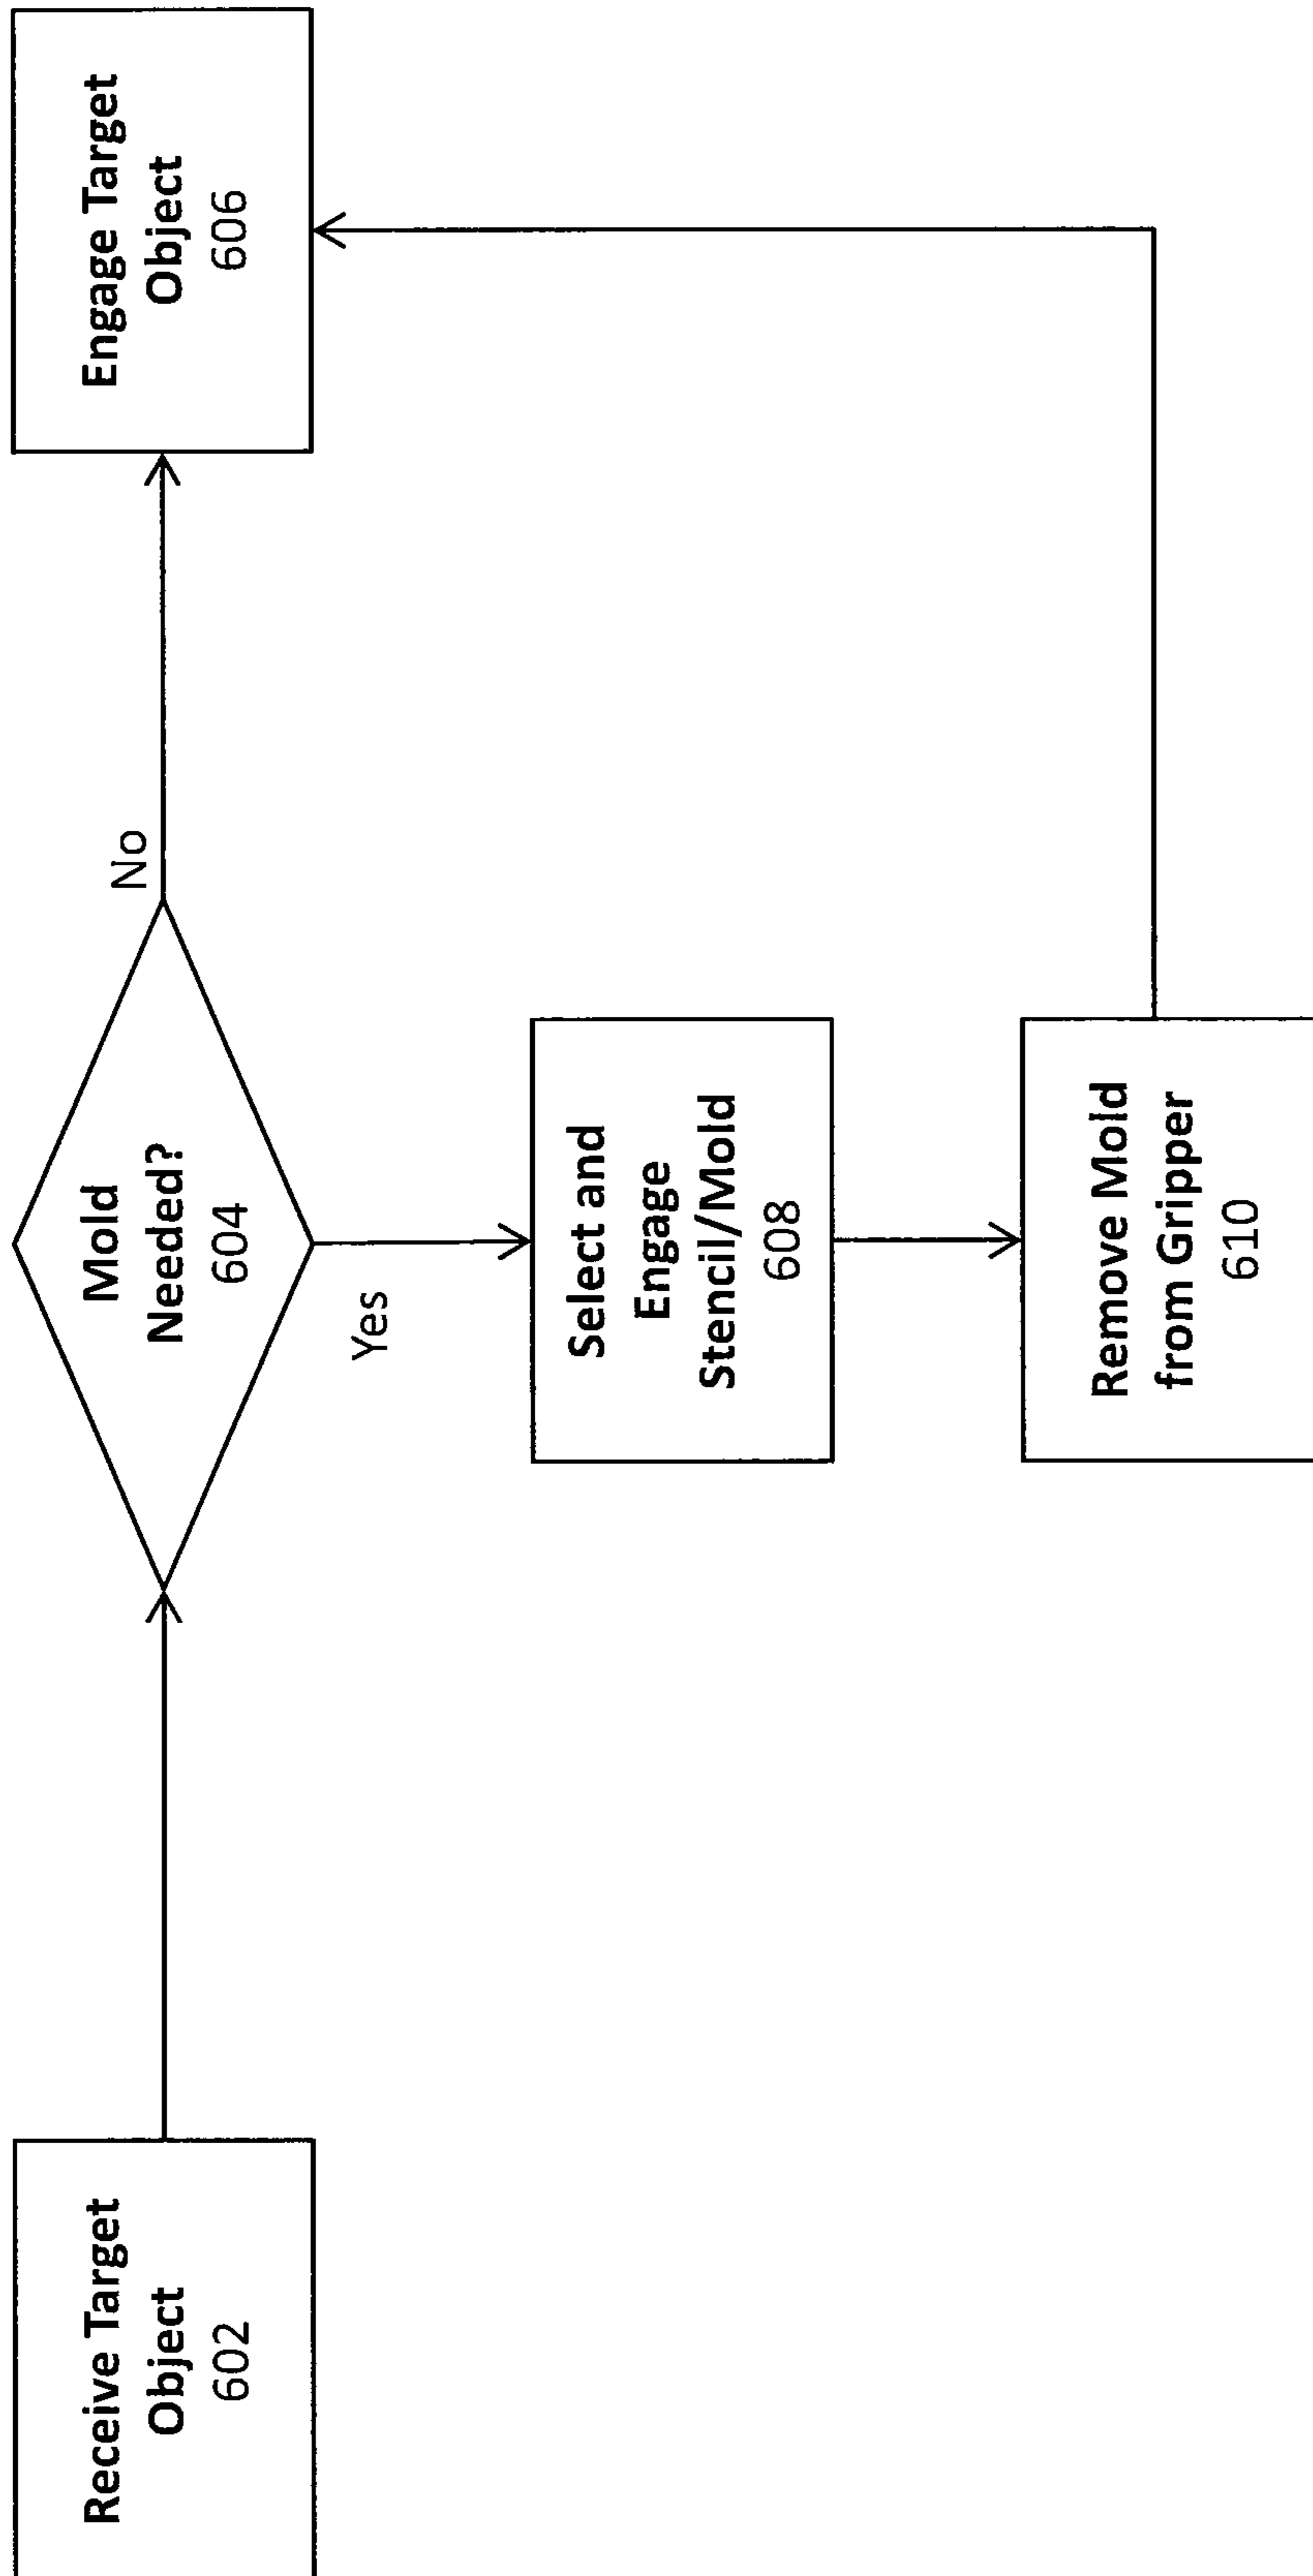 Receive Target
Object
602
Mold
Needed?
604
No
Engage Target
Object
606
Yes
Select and
Engage
Stencil/Mold
608
Remove Mold
from Gripper
610